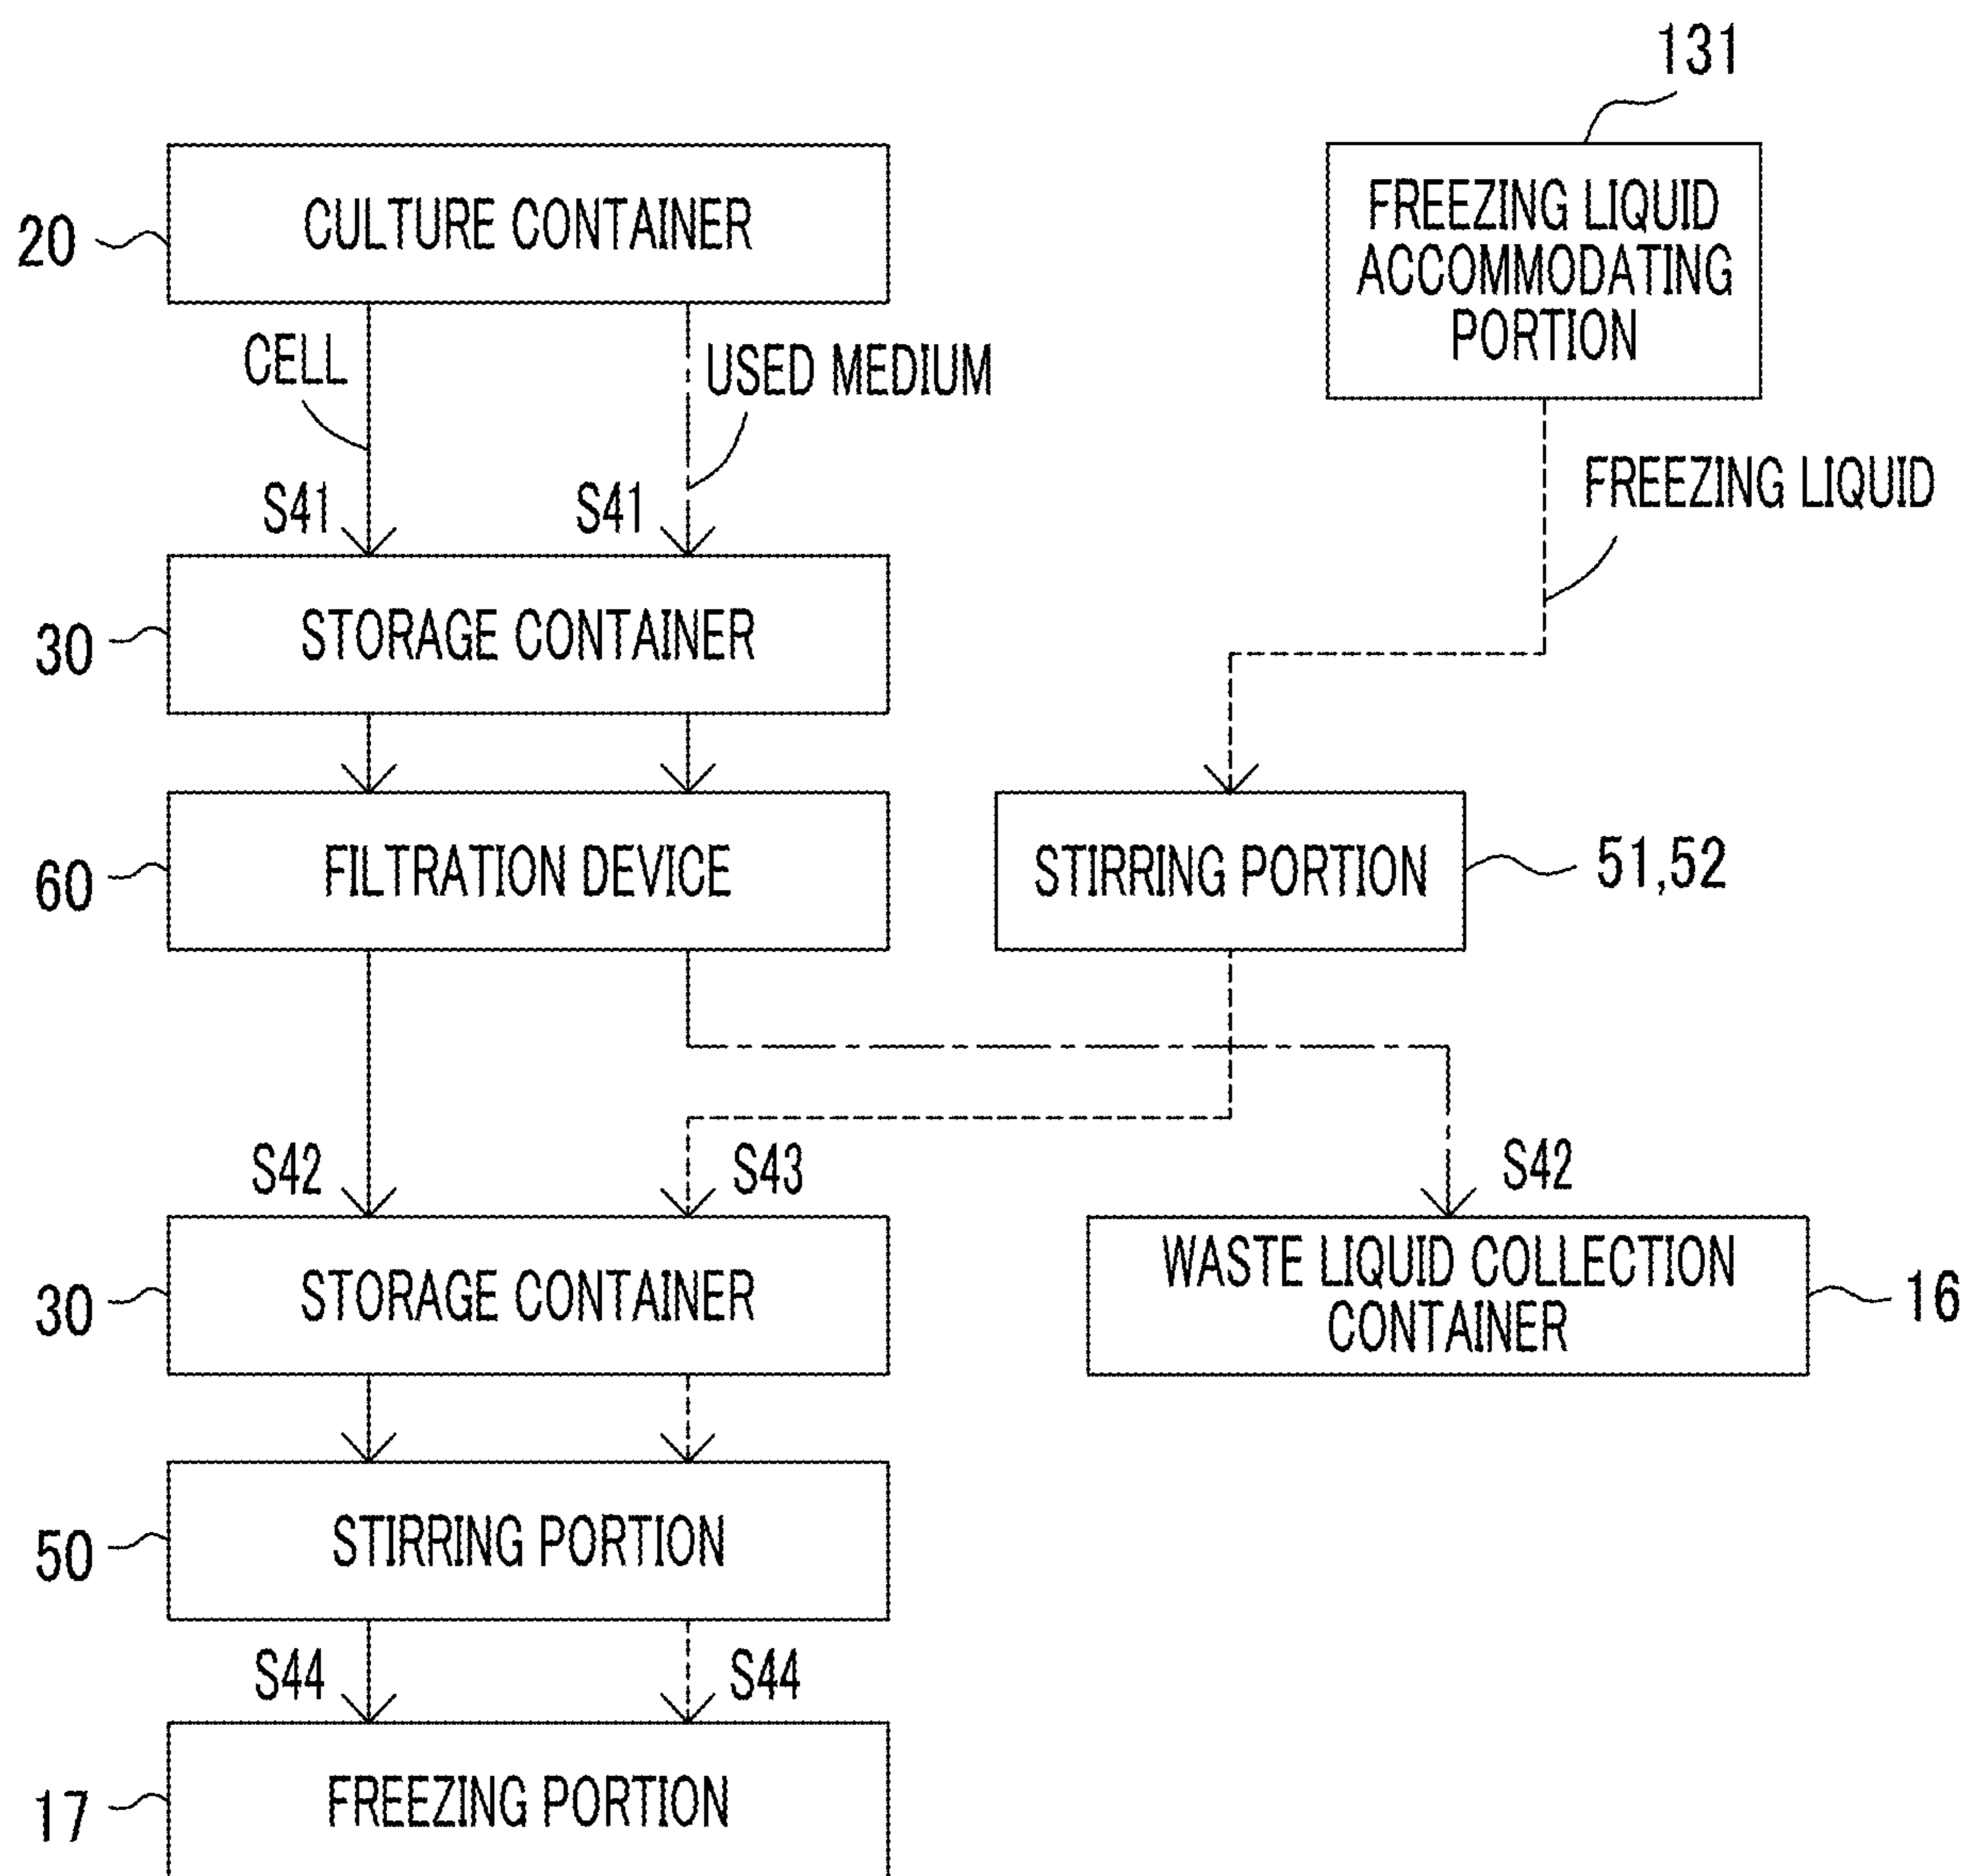 131
CULTURE CONTAINER
20
FREEZING LIQUID
ACCOMMODATING
PORTION
CELL
USED MEDIUM
FREEZING LIQUID
S41
S41
STORAGE CONTAINER
30
FILTRATION DEVICE
60
STIRRING PORTION
51,52
S42
S43
S42
STORAGE CONTAINER
30
WASTE LIQUID COLLECTION
CONTAINER
16
STIRRING PORTION
50
S44
S44
FREEZING PORTION
17